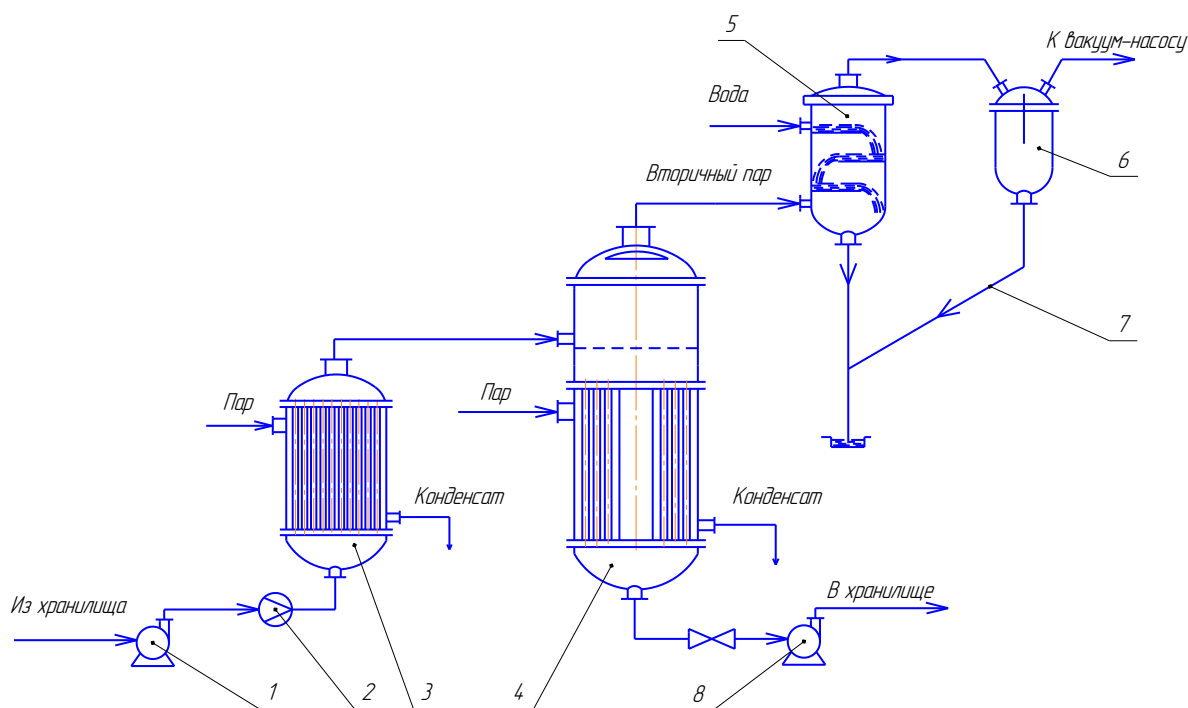 5
К вакуум-насосу
Вода
6
Вторичный пар
7
Пар
Пар
Конденсат
Конденсат
Из хранилища
В хранилище
1
2
3
4
8